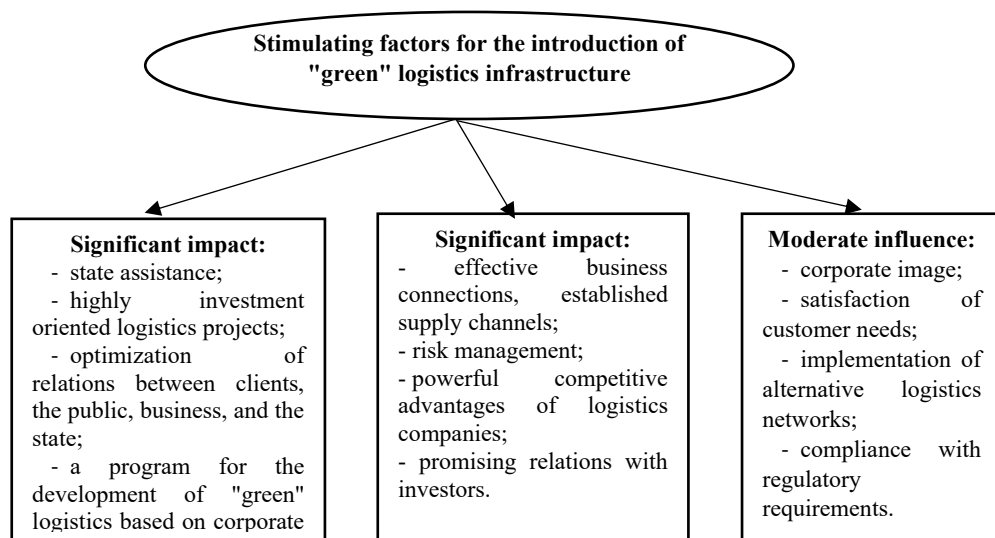 Stimulating factors for the introduction of
"green" logistics infrastructure
Significant impact:
- state assistance;
- highly investment
oriented logistics projects;
- optimization of
relations between clients,
the public, business, and the
state;
- a program for the
development of "green"
logistics based on corporate
Significant impact:
- effective business
connections, established
supply channels;
- risk management;
- powerful competitive
advantages of logistics
companies;
- promising relations with
investors.
Moderate influence:
- corporate image;
- satisfaction of
customer needs;
- implementation of
alternative logistics
networks;
- compliance with
regulatory
requirements.